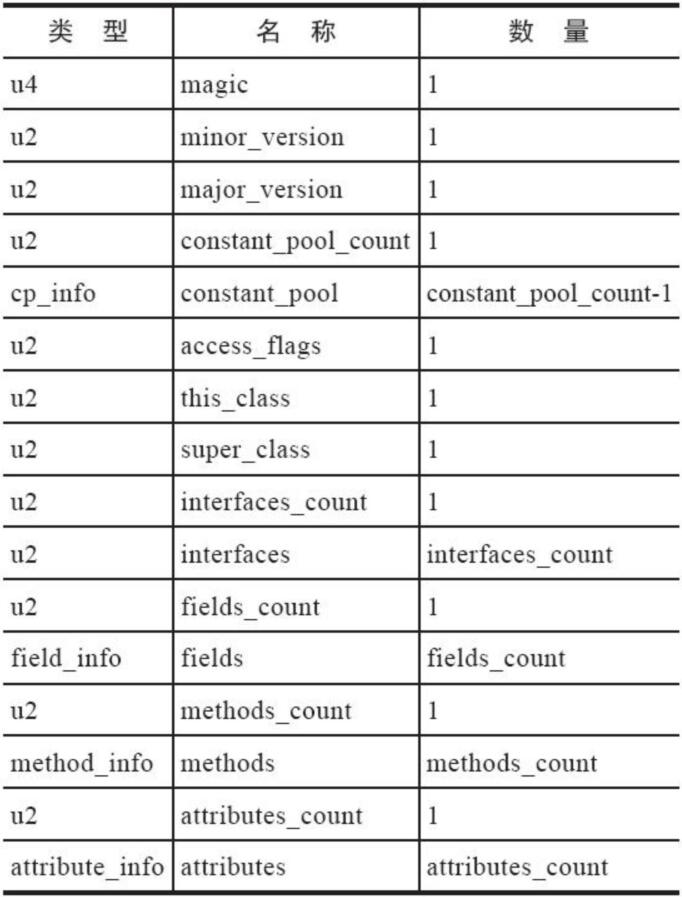 类 型 名 称 数 量
u4 magic 1
u2 minor_version 1
u2 major_version 1
u2 constant_pool_count 1
cp_info constant_pool constant_pool_count-1
u2 access_flags 1
u2 this_class 1
u2 super_class 1
u2 interfaces_count 1
u2 interfaces interfaces_count
u2 fields_count 1
field_info fields fields_count
u2 methods_count 1
method_info methods methods_count
u2 attributes_count 1
attribute_info attributes attributes_count